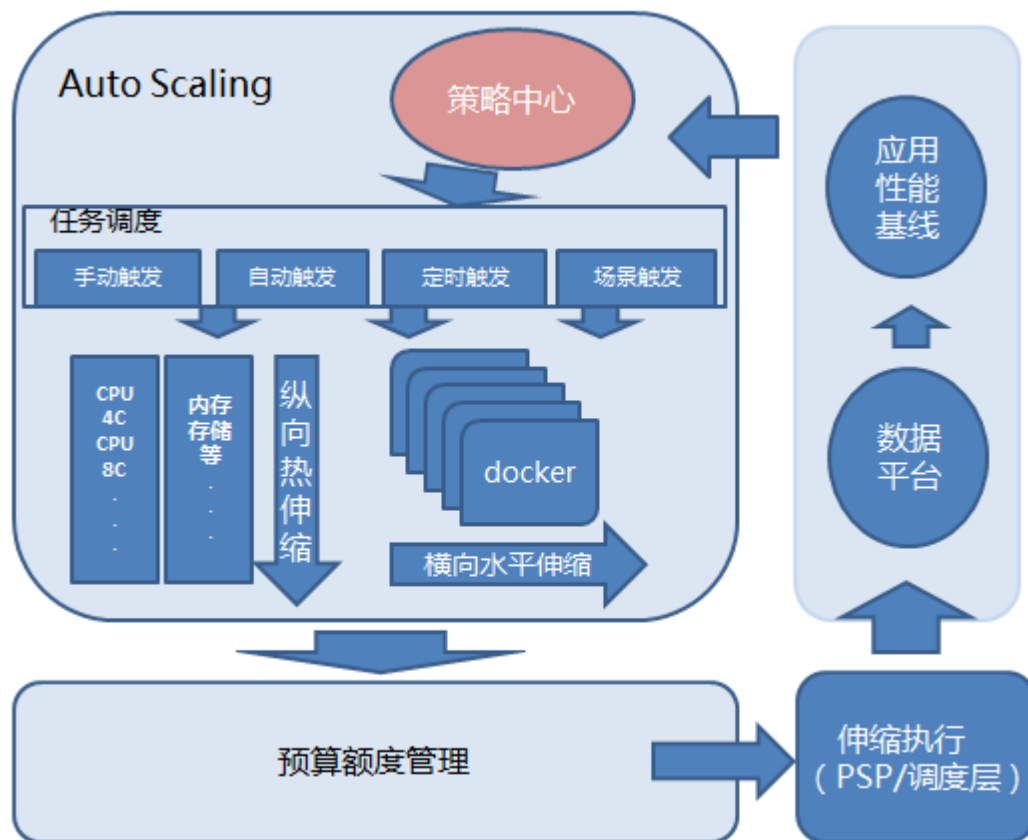 Auto Scaling
策略中心
任务调度
手动触发
自动触发
定时触发
场景触发
CPU
4C
CPU
8C
.
.
.
内存
存储
等
.
.
.
纵
向
热
伸
缩
docker
横向水平伸缩
应用
性能
基线
数据
平台
预算额度管理
伸缩执行
（PSP/调度层）